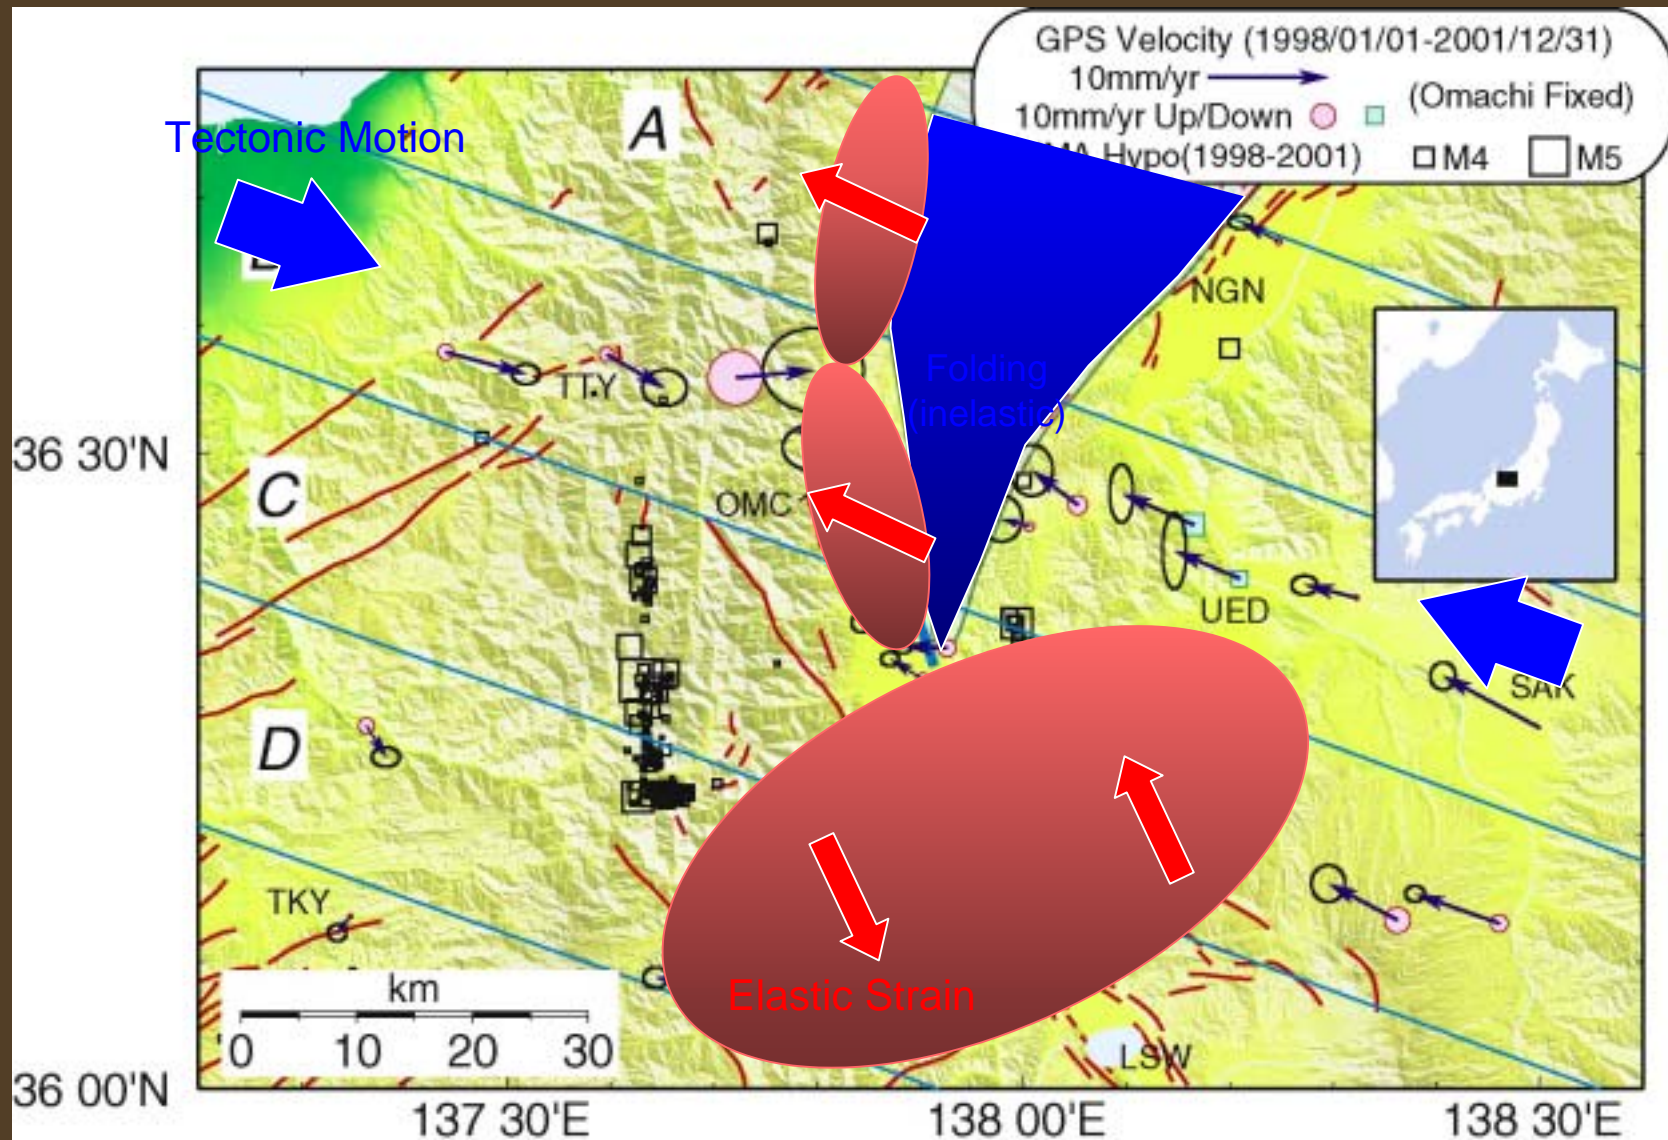 GPS Velocity (1998/01/01-2001/12/31)
10mm/yr
(Omachi Fixed)
10mm/yr Up/Down
Hypo(1998-2001)
M4
M5
A
Tectonic Motion
NGN
Folding
(inelastic)
TTY
36 30'N
C
OMC
UED
SAK
D
TKY
km
Elastic Strain
0 10 20 30
LSW
36 00'N
137 30'E
138 00'E
138 30'E